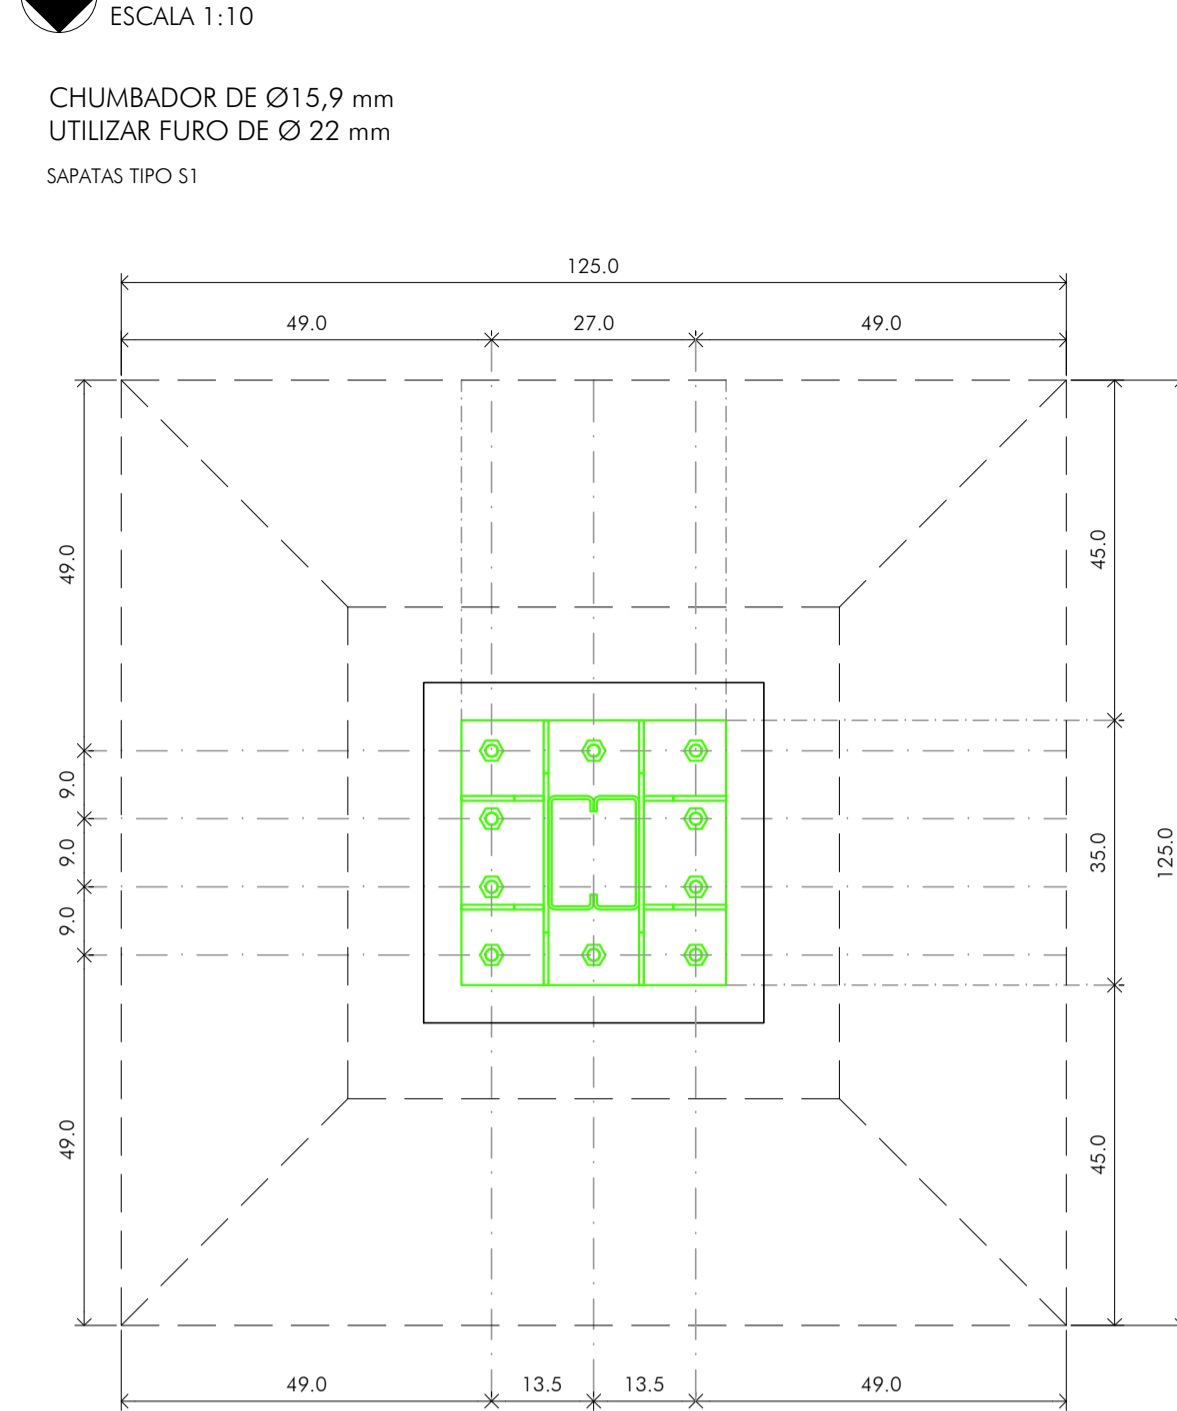 ESCALA 1:10
CHUMBADOR DE Ø15,9 mm
UTILIZAR FURO DE Ø 22 mm
SAPATAS TIPO S1
125.0
49.0 27.0 49.0
49.0
45.0
9.0
9.0
35.0
125.0
9.0
49.0
45.0
49.0 13.5 13.5 49.0